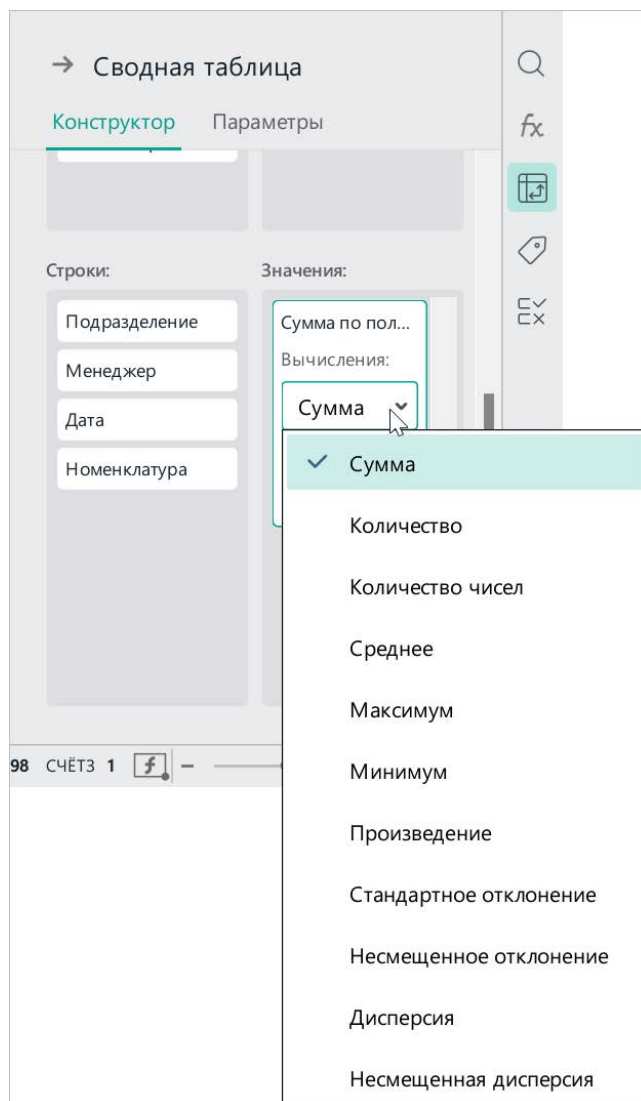 Сводная таблица
Конструктор Параметры
Строки: Значения:
Подразделение
Менеджер
Дата
Номенклатура
Сумма по пол...
Вычисления:
Сумма
Сумма
Количество
Количество чисел
Среднее
Максимум
Минимум
Произведение
Стандартное отклонение
Несмещенное отклонение
Дисперсия
Несмещенная дисперсия
98 СЧЁТЗ 1
fx